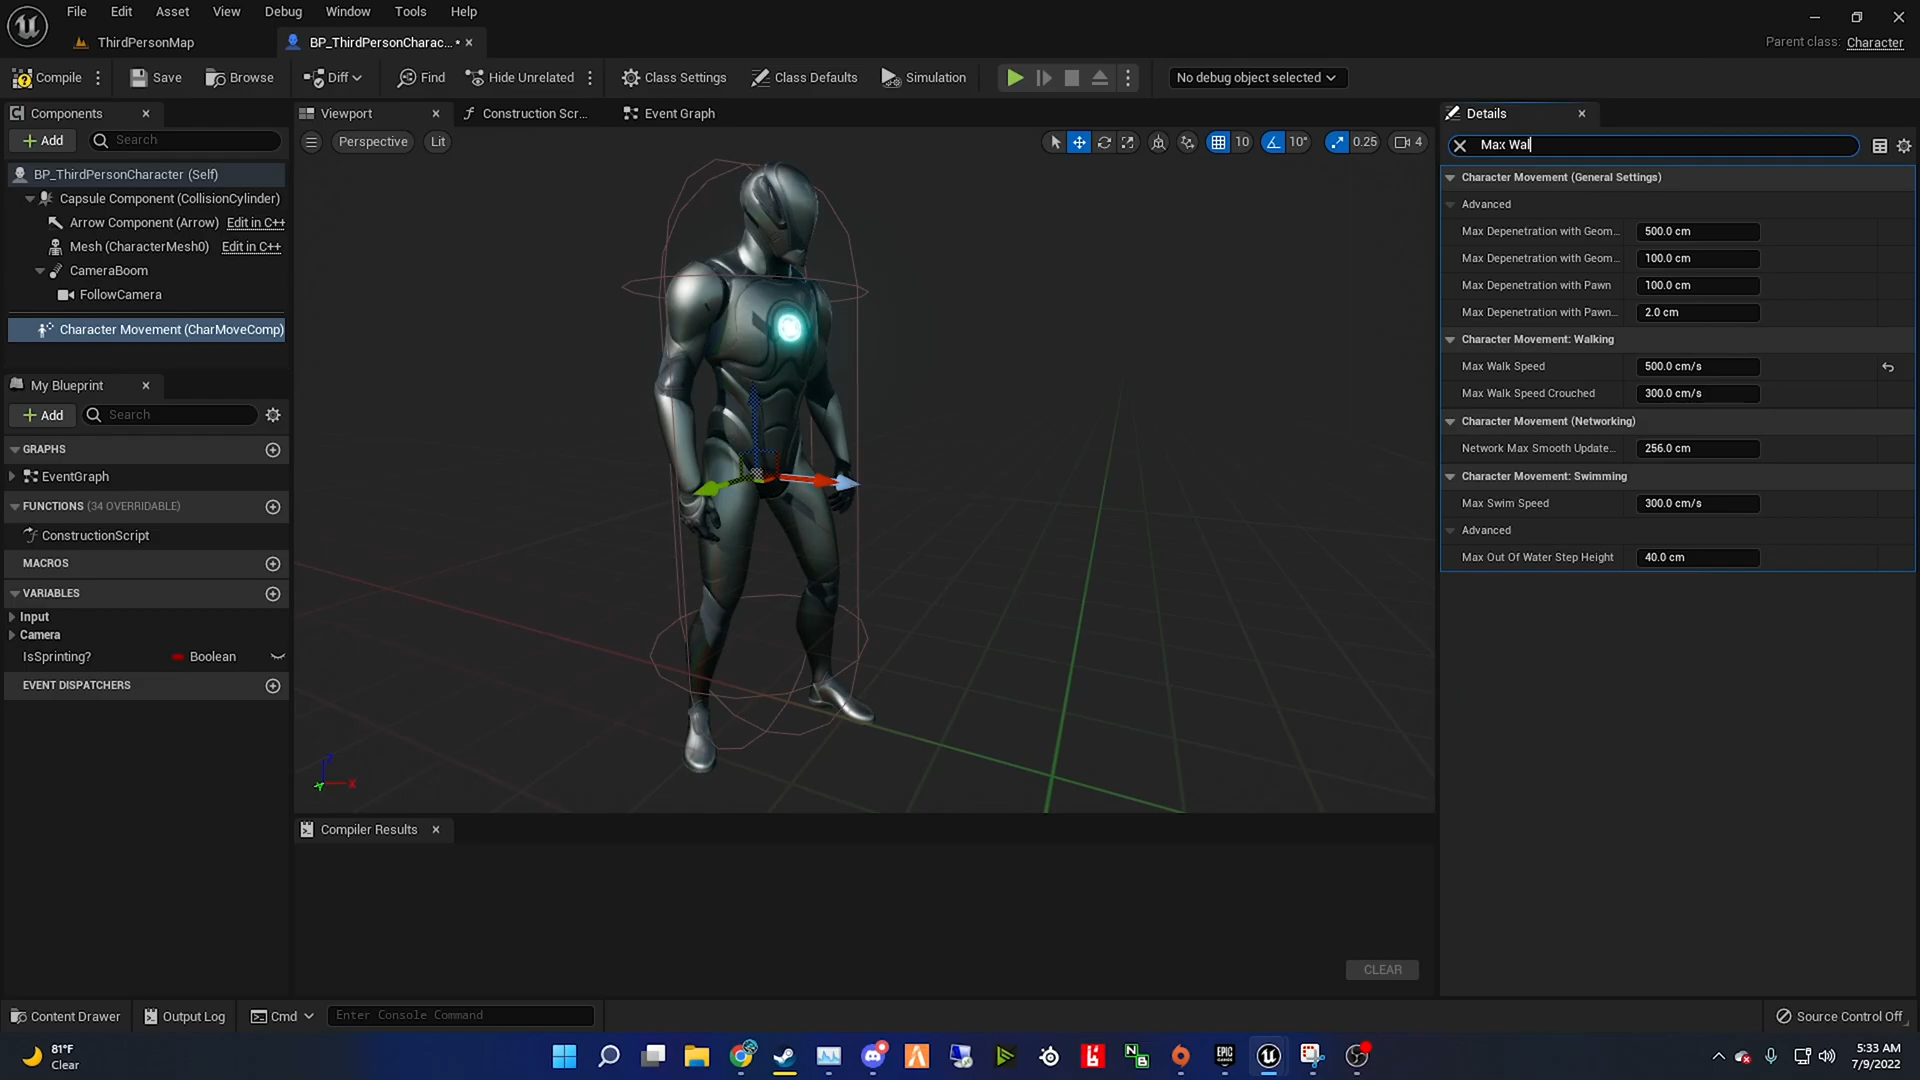 File Edit Asset View Debug Window Tools Help
ThirdPersonMap
BP_ThirdPersonCharac... •
Parent class: Character
Compile Save Browse Diff Find Hide Unrelated Class Settings Class Defaults Simulation No debug object selected
Components
Add Search
BP_ThirdPersonCharacter (Self)
Capsule Component (CollisionCylinder)
Arrow Component (Arrow) Edit in C++
Mesh (CharacterMesh0) Edit in C++
CameraBoom
FollowCamera
Character Movement (CharMoveComp)
My Blueprint
Add Search
GRAPHS
EventGraph
FUNCTIONS (34 OVERRIDABLE)
ConstructionScript
MACROS
VARIABLES
Input
Camera
IsSprinting? Boolean
EVENT DISPATCHERS
Viewport Construction Scr... Event Graph
Perspective Lit 10 10° 0.25 4
Z
X
Y
Compiler Results
CLEAR
Details
Max Wal
Character Movement (General Settings)
Advanced
Max Depenetration with Geom... 500.0 cm
Max Depenetration with Geom... 100.0 cm
Max Depenetration with Pawn 100.0 cm
Max Depenetration with Pawn... 2.0 cm
Character Movement: Walking
Max Walk Speed 500.0 cm/s
Max Walk Speed Crouched 300.0 cm/s
Character Movement (Networking)
Network Max Smooth Update... 256.0 cm
Character Movement: Swimming
Max Swim Speed 300.0 cm/s
Advanced
Max Out Of Water Step Height 40.0 cm
Content Drawer Output Log Cmd Enter Console Command Source Control Off
81°F
Clear
EPIC
GAMES
5:33 AM
7/9/2022